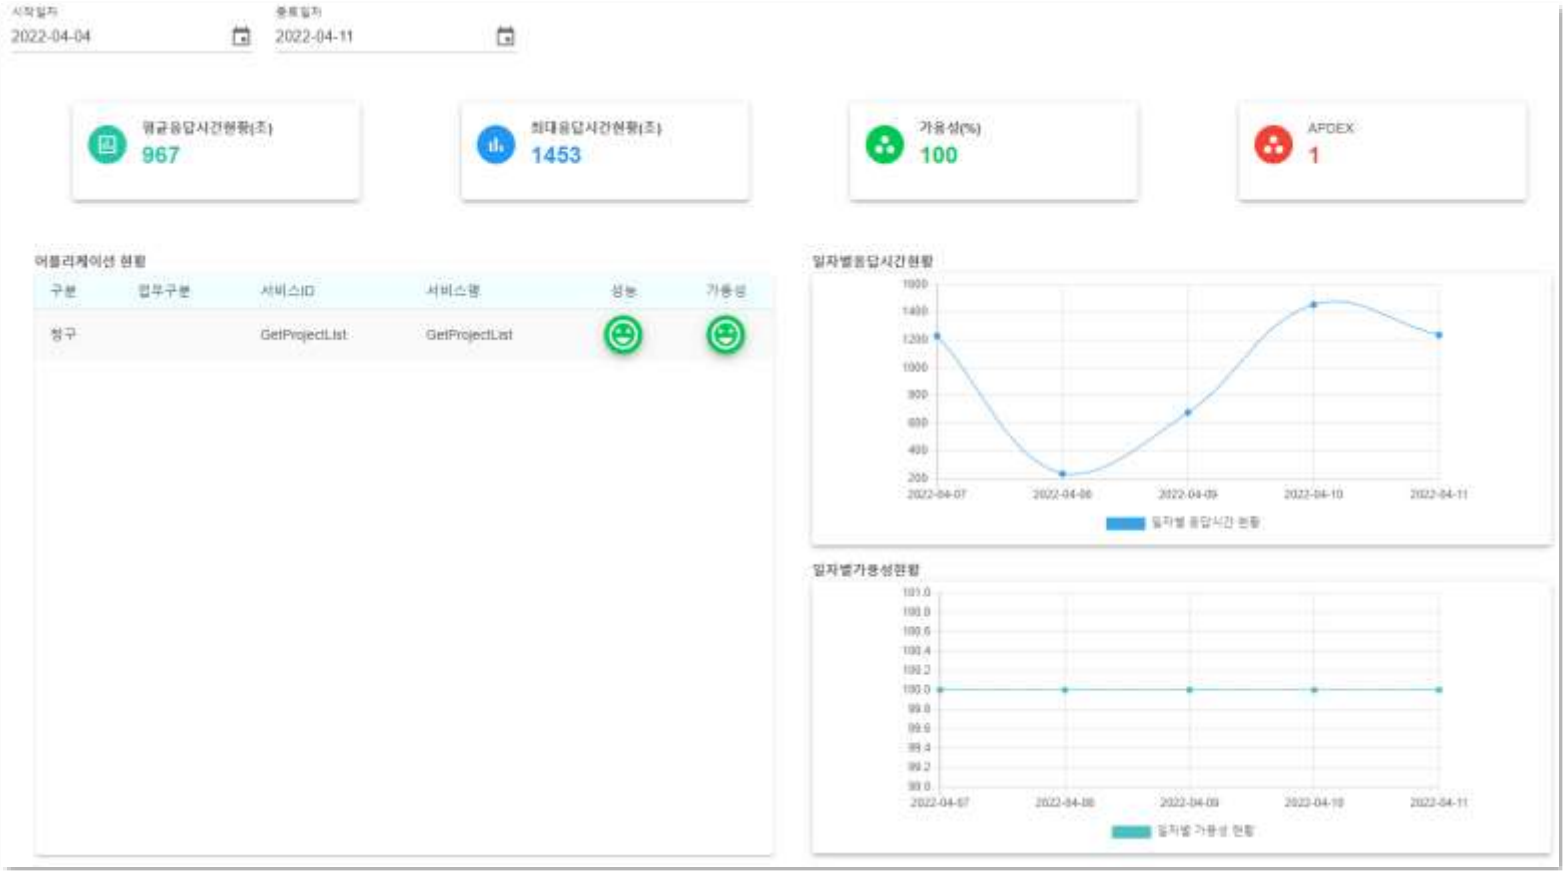 시작일자
2022-04-04
종료일자
2022-04-11
평균응답시간현황(초)
967
최대응답시간현황(초)
1453
가용성(%)
100
APDEX
1
어플리케이션 현황
구분 업무구분 서비스ID 서비스명 성능 가용성
청구 GetProjectList GetProjectList
일자별응답시간현황
1600
1400
1200
1000
800
600
400
200
2022-04-07 2022-04-08 2022-04-09 2022-04-10 2022-04-11
일자별 응답시간 현황
일자별가용성현황
101.0
100.8
100.6
100.4
100.2
100.0
99.8
99.6
99.4
99.2
99.0
2022-04-07 2022-04-08 2022-04-09 2022-04-10 2022-04-11
일자별 가용성 현황